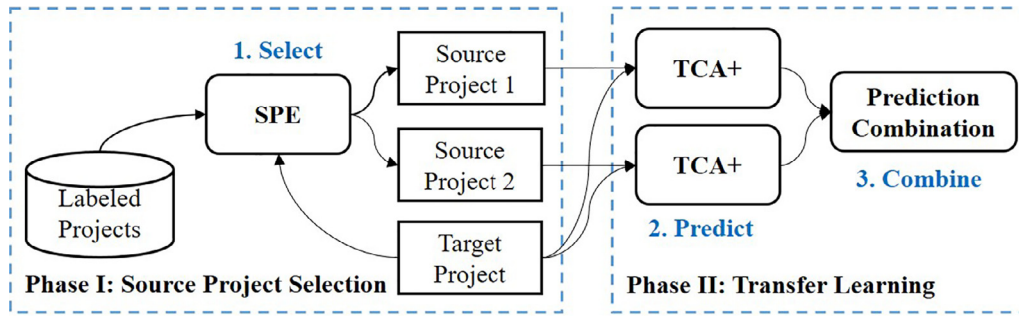 1. Select
SPE
Labeled
Projects
Source
Project 1
Source
Project 2
Target
Project
Phase I: Source Project Selection
TCA+
TCA+
2. Predict
Prediction
Combination
3. Combine
Phase II: Transfer Learning